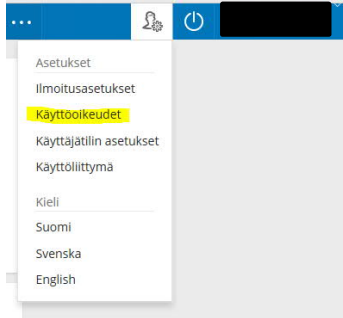 Asetukset
Ilmoitusasetukset
Käyttöoikeudet
Käyttäjätilin asetukset
Käyttöliittymä
Kieli
Suomi
Svenska
English